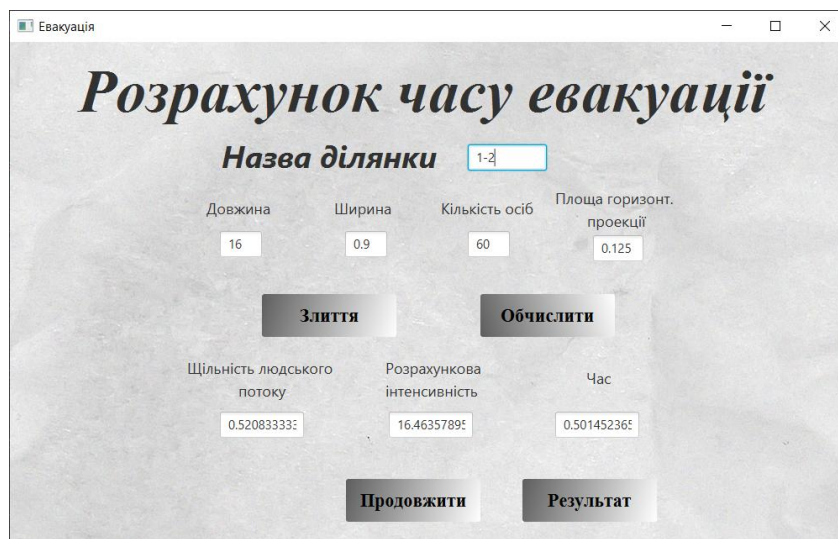 Евакуація
Розрахунок часу евакуації
Назва ділянки 1-2
Довжина Ширина Кількість осіб Площа горизонт.
проекції
16 0.9 60 0.125
Злиття Обчислити
Щільність людського Розрахункова Час
потоку інтенсивність
0.520833333 16.46357895 0.501452365
Продовжити Результат